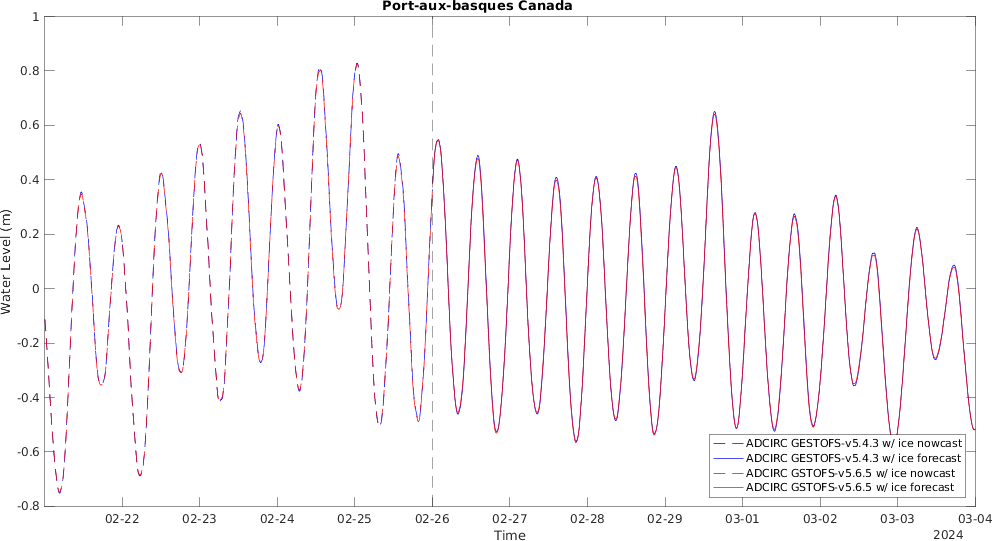 Port-aux-basques Canada
1
0.8
0.6
0.4
0.2
0
-0.2
-0.4
-0.6
-0.8
Water Level (m)
ADCIRC GESTOFS-v5.4.3 w/ ice nowcast
ADCIRC GESTOFS-v5.4.3 w/ ice forecast
ADCIRC GSTOFS-v5.6.5 w/ ice nowcast
ADCIRC GSTOFS-v5.6.5 w/ ice forecast
02-22 02-23 02-24 02-25 02-26 02-27 02-28 02-29 03-01 03-02 03-03 03-04
Time
2024